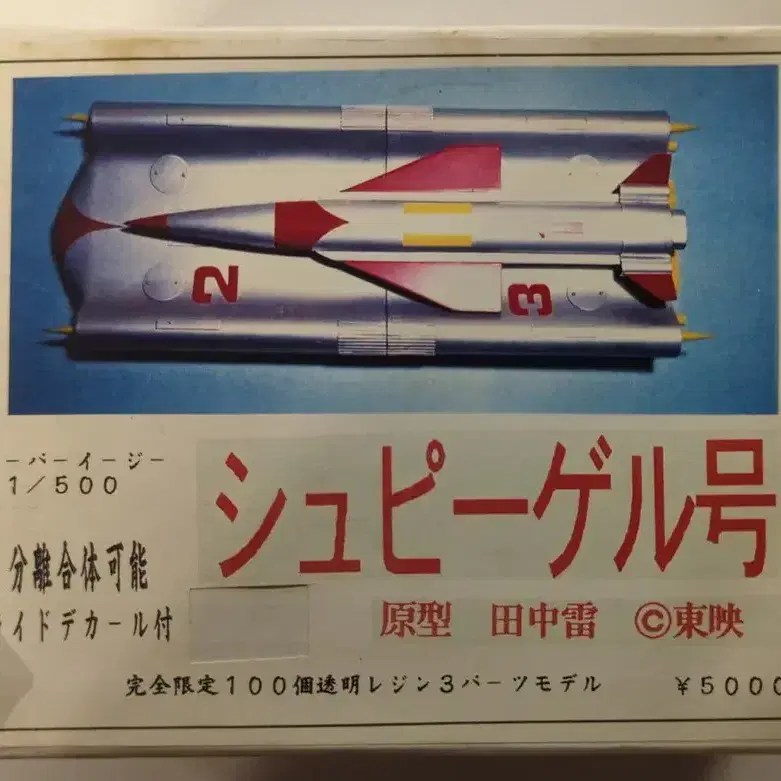 2
3
ーパーイージー
1/500
シュピーゲル号
分離合体可能
イドデカール付
原型 田中雷 ©東映
完全限定100個透明レジン3パーツモデル ¥5000